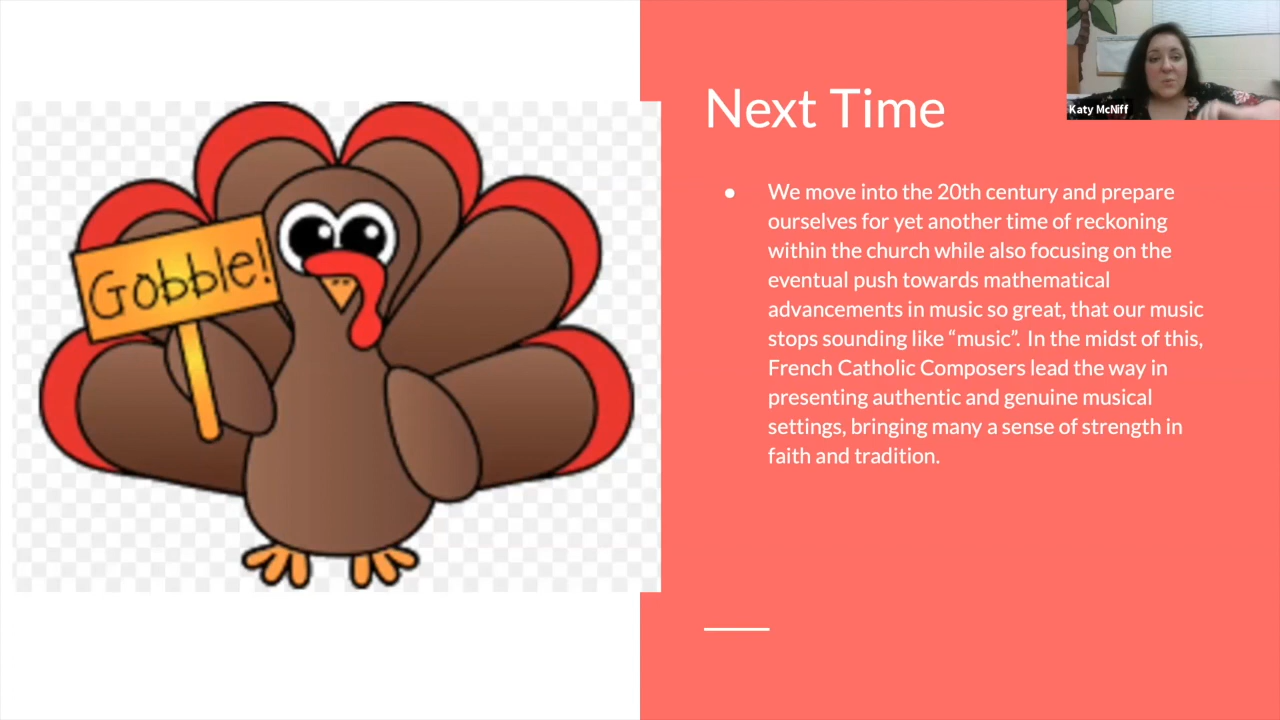 Next Time
Katy McNiff
Gobble!
● We move into the 20th century and prepare
ourselves for yet another time of reckoning
within the church while also focusing on the
eventual push towards mathematical
advancements in music so great, that our music
stops sounding like “music”. In the midst of this,
French Catholic Composers lead the way in
presenting authentic and genuine musical
settings, bringing many a sense of strength in
faith and tradition.